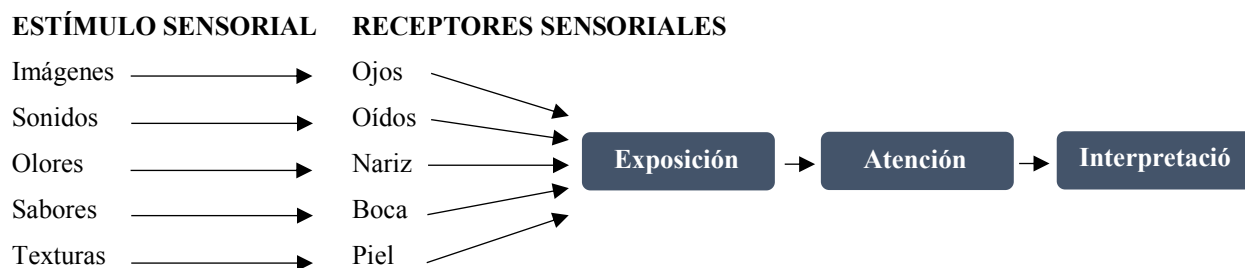 ESTÍMULO SENSORIAL RECEPTORES SENSORIALES
Imágenes Ojos
Sonidos Oídos
Olores Nariz Exposición Atención Interpretació
Sabores Boca
Texturas Piel